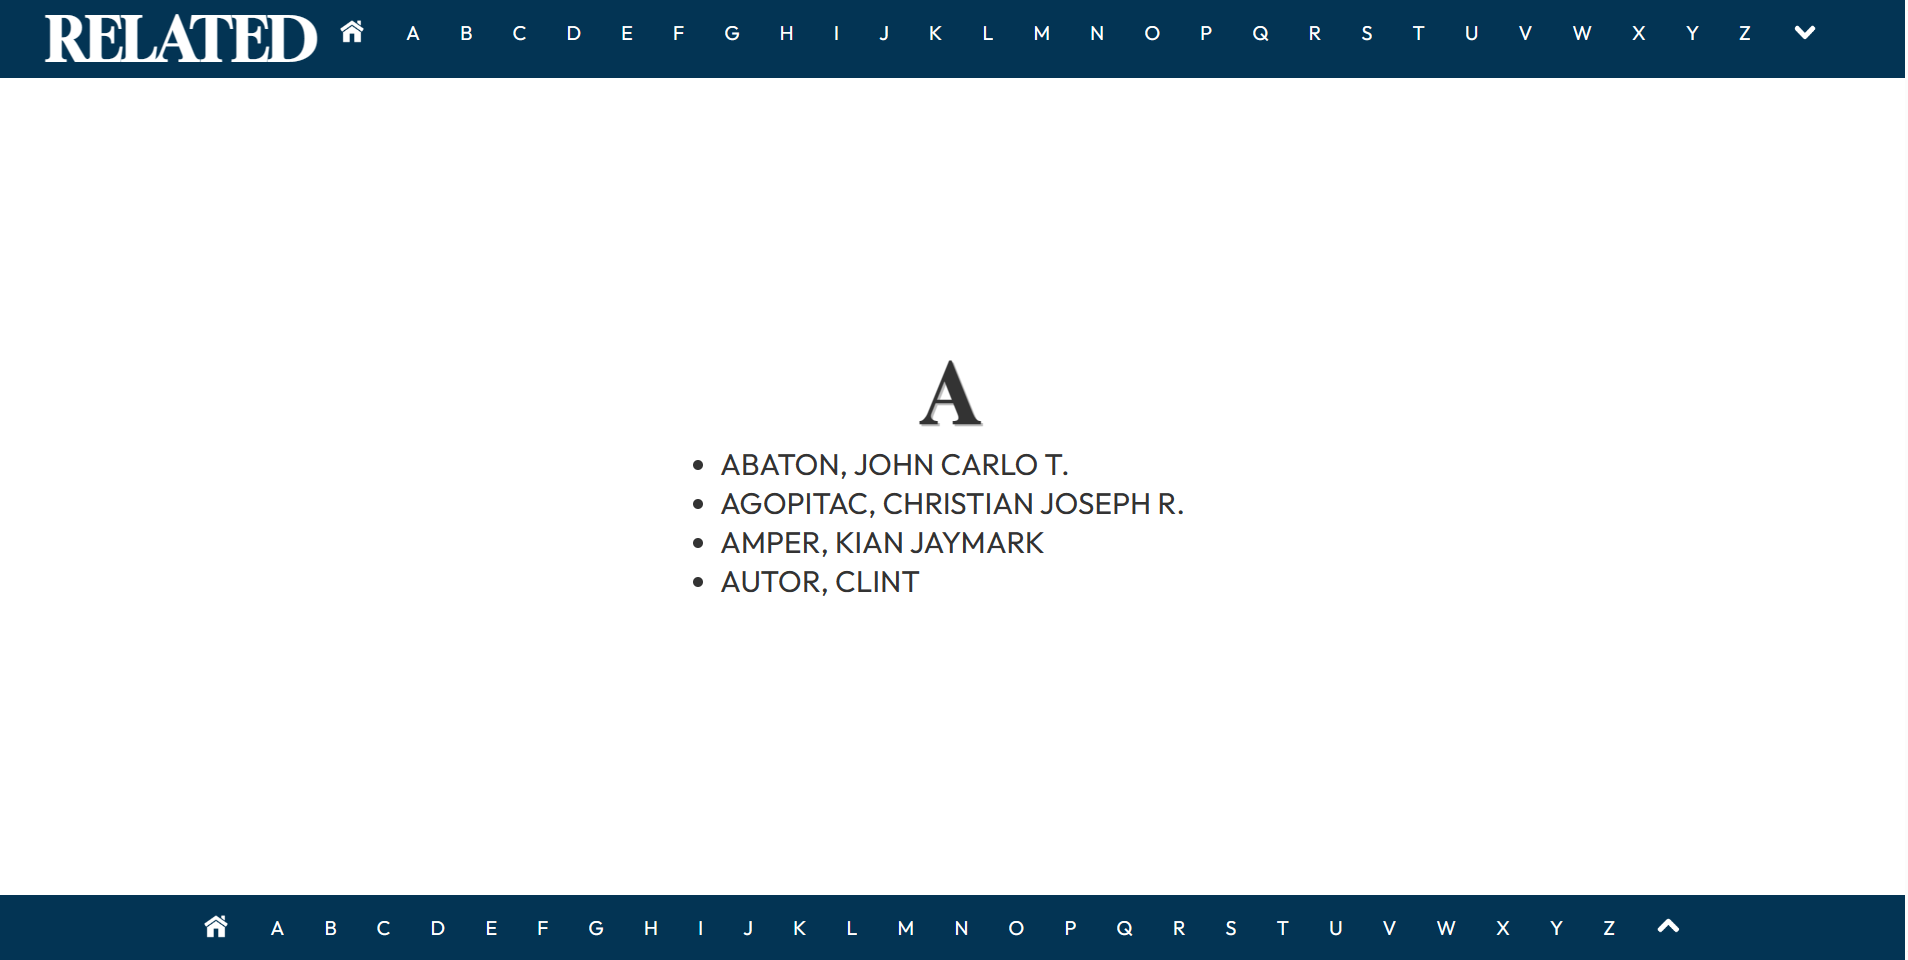 RELATED A B C D E F G H I J K L M N O P Q R S T U V W X Y Z
A
• ABATON, JOHN CARLO T.
• AGOPITAC, CHRISTIAN JOSEPH R.
• AMPER, KIAN JAYMARK
• AUTOR, CLINT
A B C D E F G H I J K L M N O P Q R S T U V W X Y Z